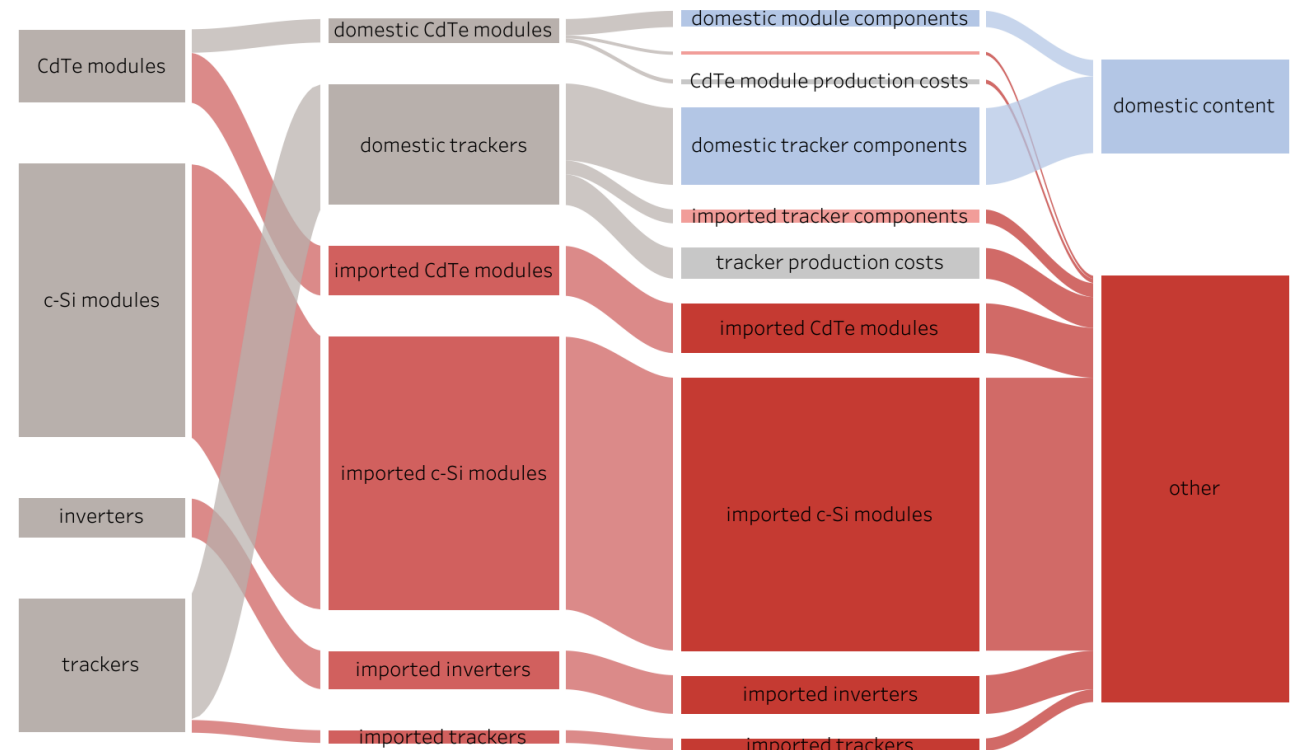 CdTe modules
c-Si modules
inverters
trackers
domestic CdTe modules
domestic trackers
imported CdTe modules
imported c-Si modules
imported inverters
imported trackers
domestic module components
CdTe module production costs
domestic tracker components
imported tracker components
tracker production costs
imported CdTe modules
imported c-Si modules
imported inverters
imported trackers
domestic content
other